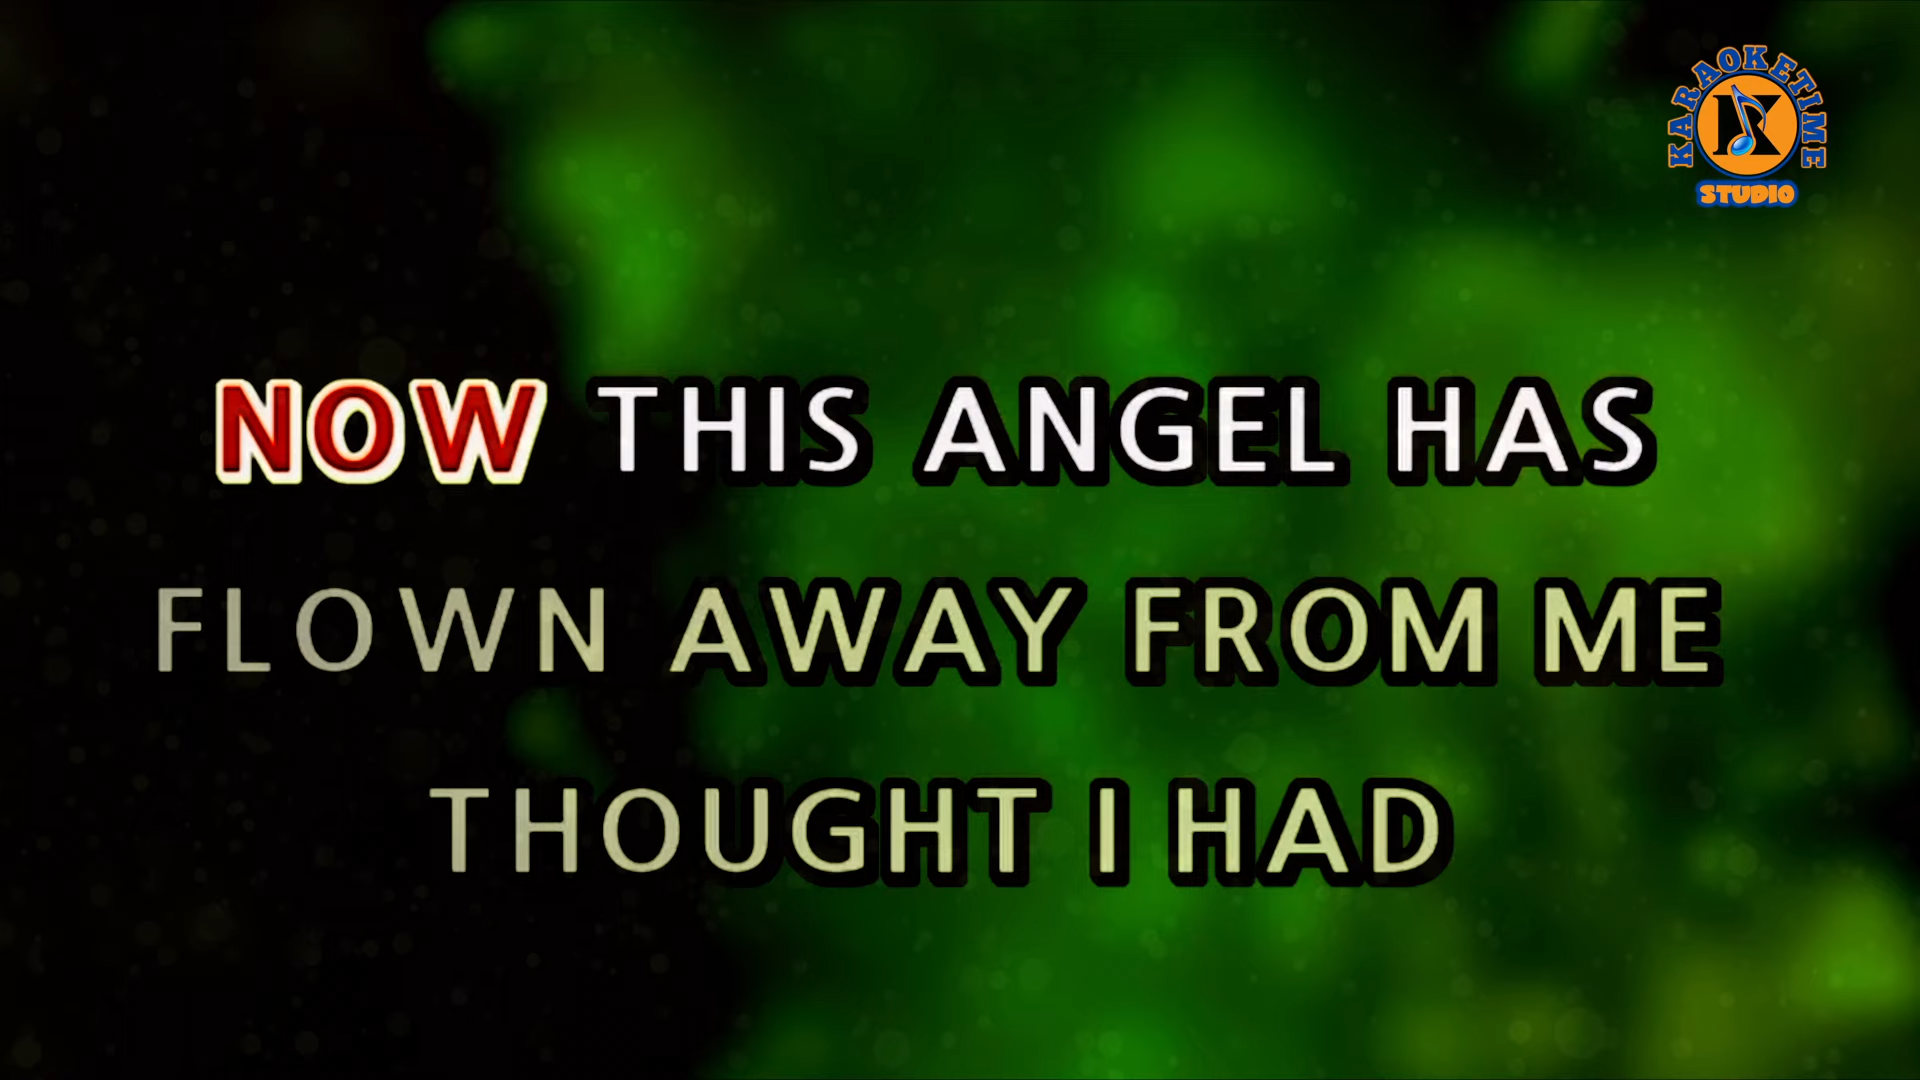 KARAOKETIME
STUDIO
NOW THIS ANGEL HAS
FLOWN AWAY FROM ME
THOUGHT I HAD